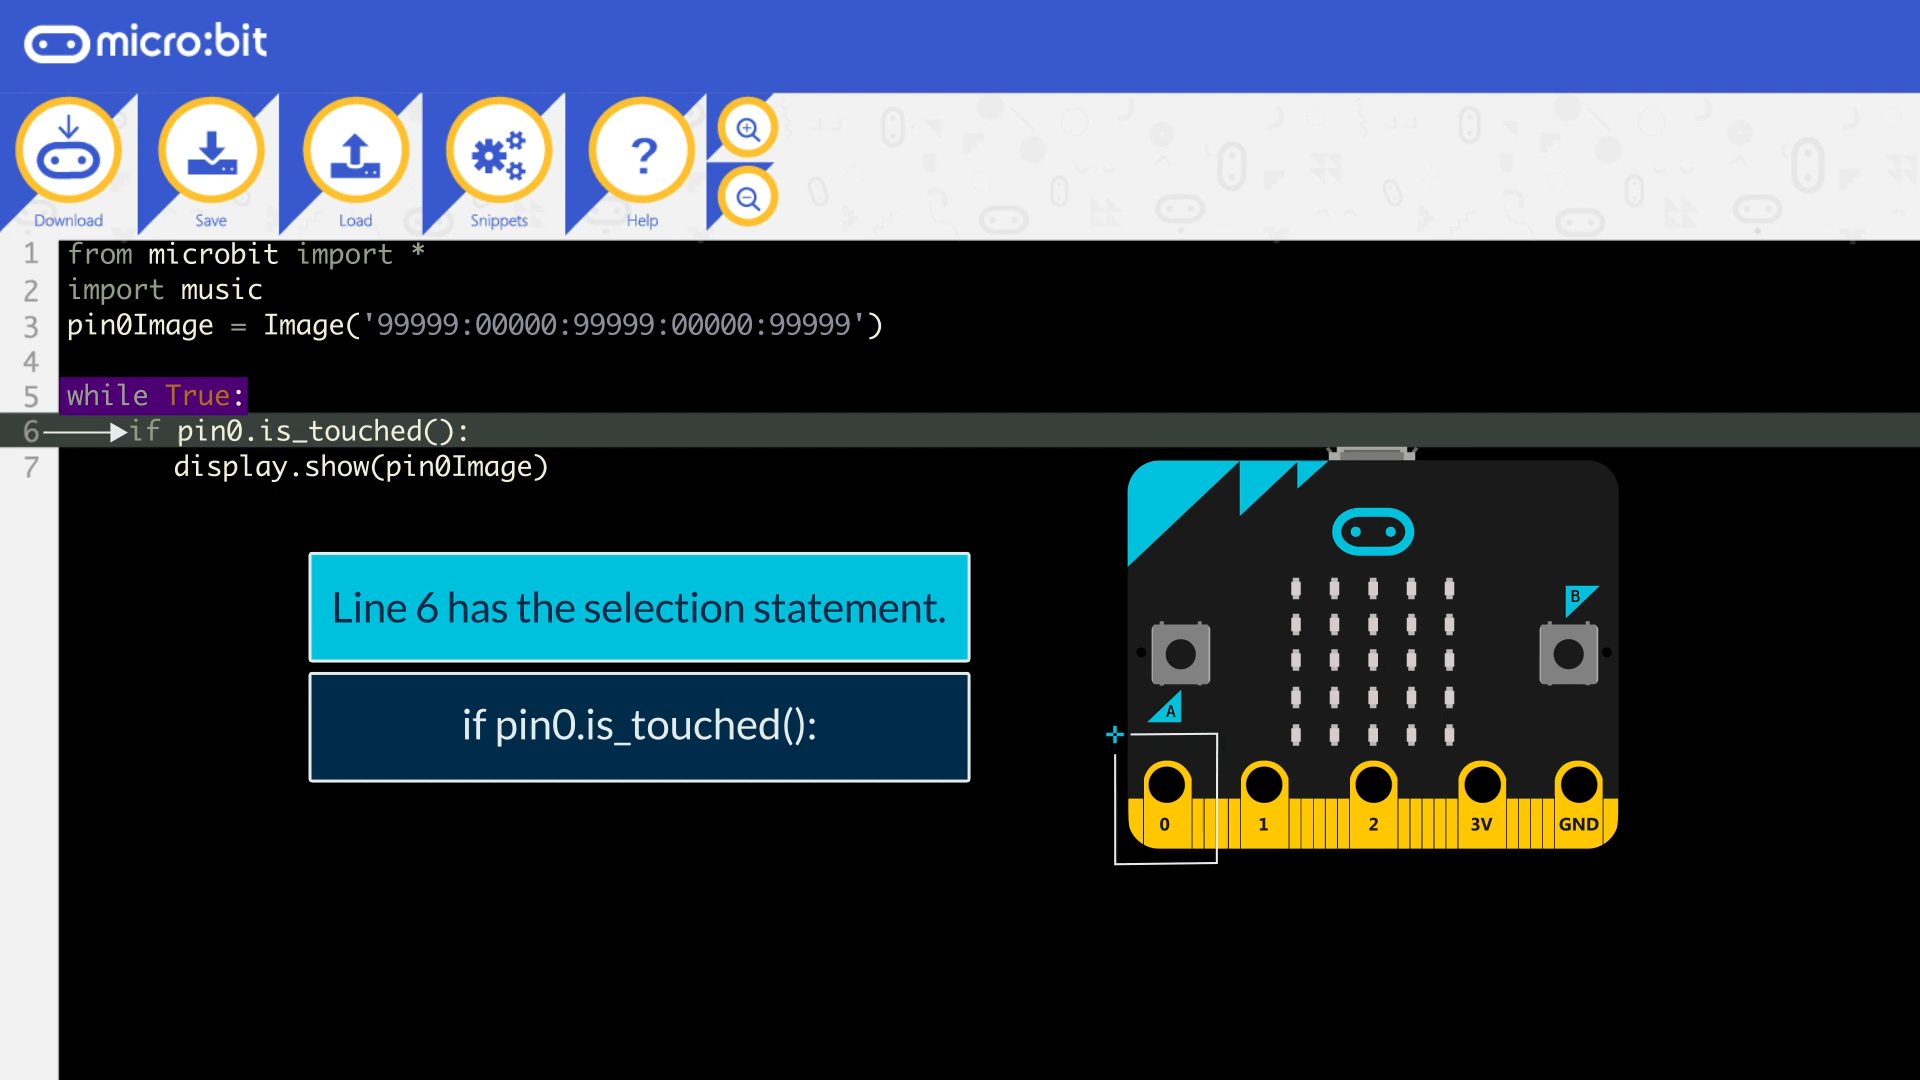 micro:bit
Download Save Load Snippets ? Help
1 from microbit import *
2 import music
3 pin0Image = Image('99999:00000:99999:00000:99999')
4
5 while True:
6 if pin0.is_touched():
7 display.show(pin0Image)
Line 6 has the selection statement.
if pin0.is_touched():
B
A
0 1 2 3V GND